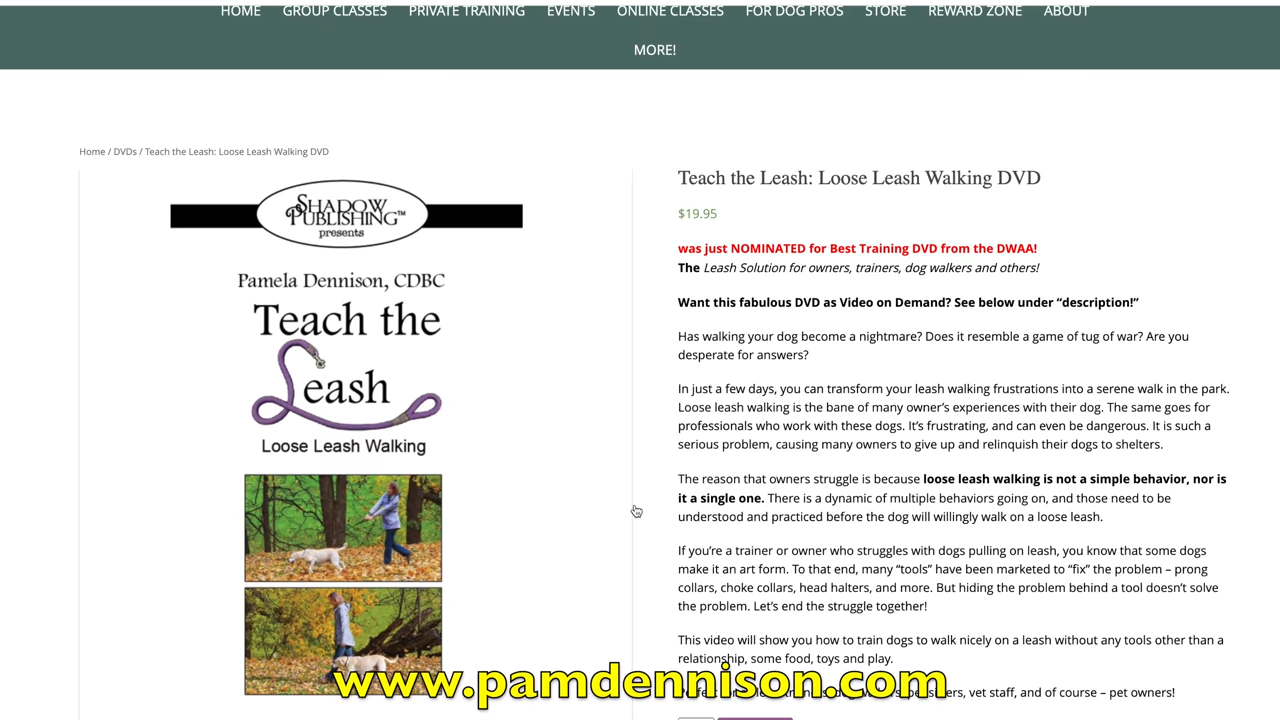 HOME GROUP CLASSES PRIVATE TRAINING EVENTS ONLINE CLASSES FOR DOG PROS STORE REWARD ZONE ABOUT
MORE!
Home / DVDs / Teach the Leash: Loose Leash Walking DVD
SHADOW
PUBLISHING™
presents
Pamela Dennison, CDBC
Teach the
Leash
Loose Leash Walking
Teach the Leash: Loose Leash Walking DVD
$19.95
was just NOMINATED for Best Training DVD from the DWAA!
The Leash Solution for owners, trainers, dog walkers and others!
Want this fabulous DVD as Video on Demand? See below under “description!”
Has walking your dog become a nightmare? Does it resemble a game of tug of war? Are you
desperate for answers?
In just a few days, you can transform your leash walking frustrations into a serene walk in the park.
Loose leash walking is the bane of many owner’s experiences with their dog. The same goes for
professionals who work with these dogs. It’s frustrating, and can even be dangerous. It is such a
serious problem, causing many owners to give up and relinquish their dogs to shelters.
The reason that owners struggle is because loose leash walking is not a simple behavior, nor is
it a single one. There is a dynamic of multiple behaviors going on, and those need to be
understood and practiced before the dog will willingly walk on a loose leash.
If you’re a trainer or owner who struggles with dogs pulling on leash, you know that some dogs
make it an art form. To that end, many “tools” have been marketed to “fix” the problem – prong
collars, choke collars, head halters, and more. But hiding the problem behind a tool doesn’t solve
the problem. Let’s end the struggle together!
This video will show you how to train dogs to walk nicely on a leash without any tools other than a
relationship, some food, toys and play.
vet staff, and of course – pet owners!
www.pamdennison.com